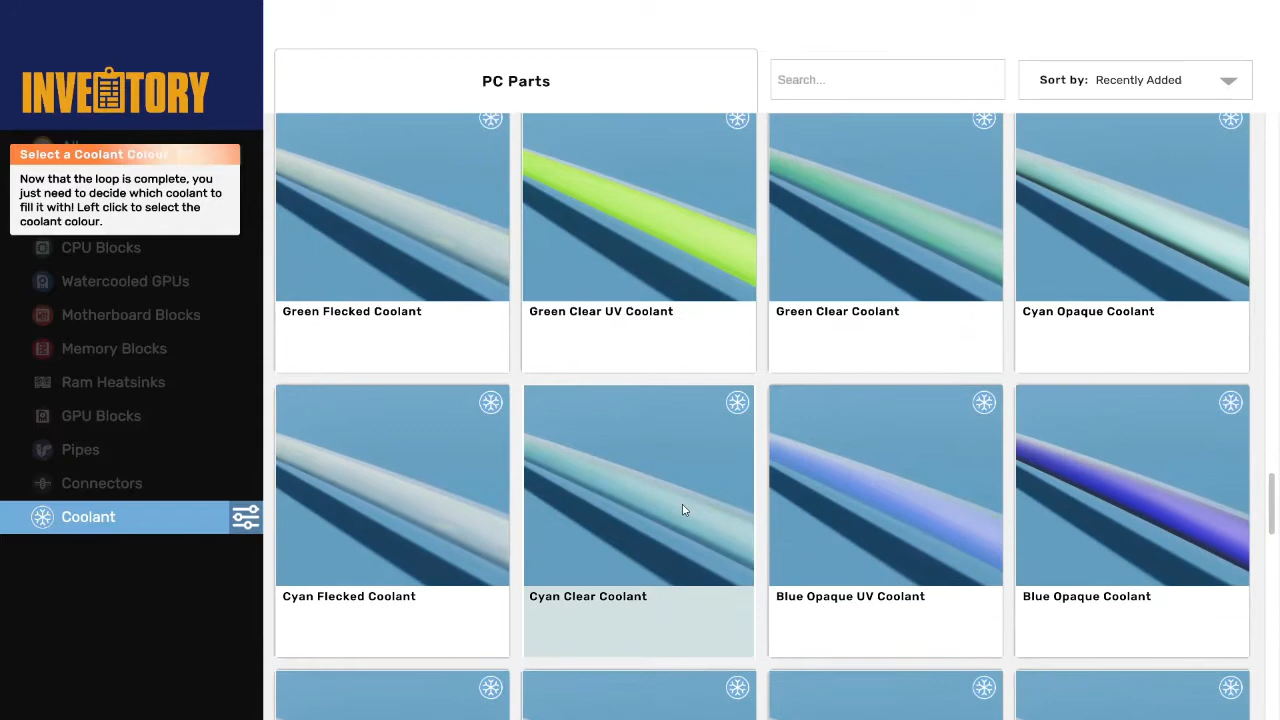 INVENTORY
PC Parts
Search...
Sort by: Recently Added
All
Select a Coolant Colour
Now that the loop is complete, you
just need to decide which coolant to
fill it with! Left click to select the
coolant colour.
CPU Blocks
Watercooled GPUs
Motherboard Blocks
Memory Blocks
Ram Heatsinks
GPU Blocks
Pipes
Connectors
Coolant
Green Flecked Coolant
Green Clear UV Coolant
Green Clear Coolant
Cyan Opaque Coolant
Cyan Flecked Coolant
Cyan Clear Coolant
Blue Opaque UV Coolant
Blue Opaque Coolant